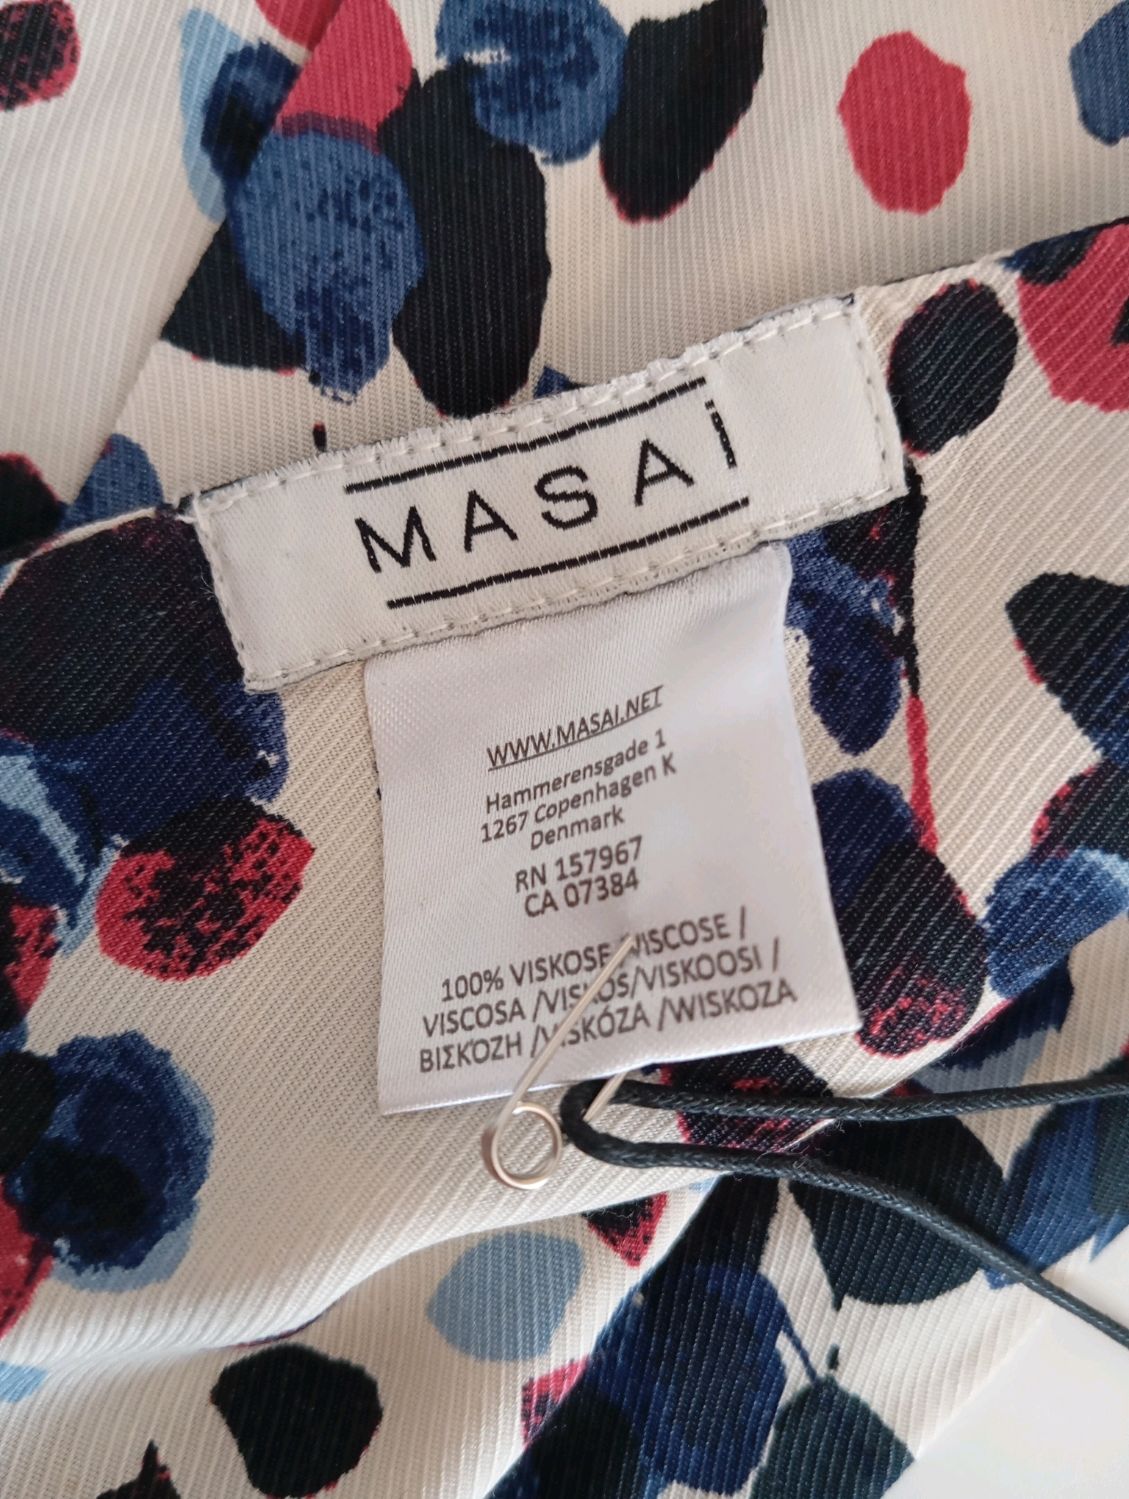 MASAi
WWW.MASAI.NET
Hammerensgade 1
1267 Copenhagen K
Denmark
RN 157967
CA 07384
100% VISKOSE/VISCOSE /
VISCOSA /VISKOS/VISKOOSI /
ΒΙΣΚΌΖΗ /VISKÓZA /WISKOZA